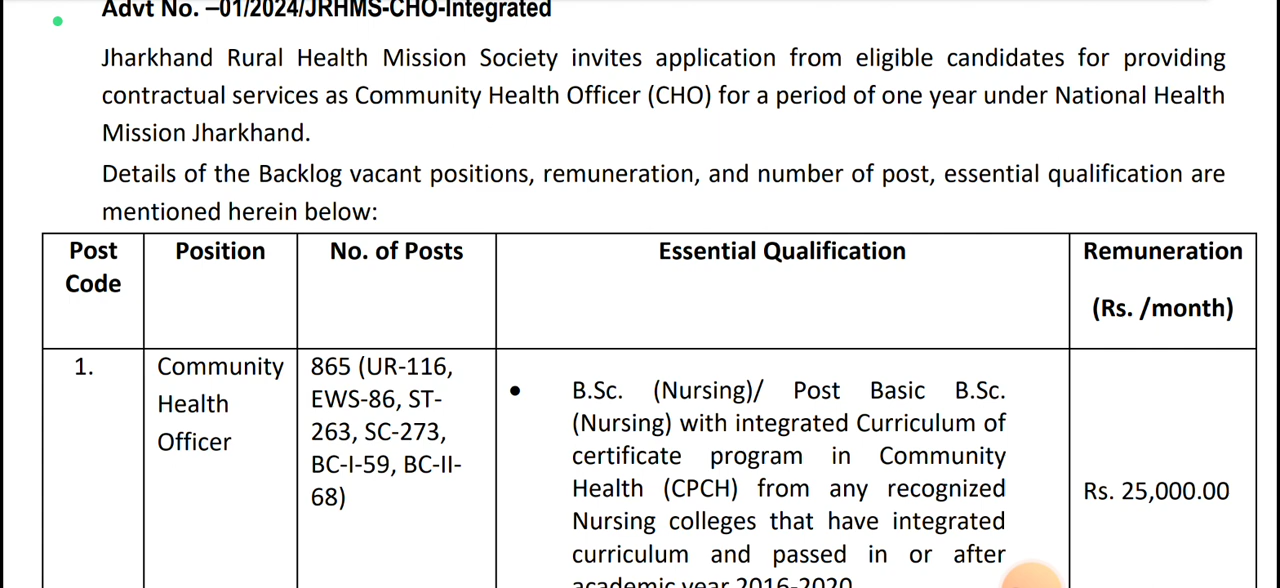 Advt No. –01/2024/JRHMS-CHO-Integrated
Jharkhand Rural Health Mission Society invites application from eligible candidates for providing
contractual services as Community Health Officer (CHO) for a period of one year under National Health
Mission Jharkhand.
Details of the Backlog vacant positions, remuneration, and number of post, essential qualification are
mentioned herein below:
Post
Code
Position
No. of Posts
Essential Qualification
Remuneration
(Rs. /month)
1.
Community
Health
Officer
865 (UR-116,
EWS-86, ST-
263, SC-273,
BC-I-59, BC-II-
68)
• B.Sc. (Nursing)/ Post Basic B.Sc.
(Nursing) with integrated Curriculum of
certificate program in Community
Health (CPCH) from any recognized
Nursing colleges that have integrated
curriculum and passed in or after
academic year 2016-2020
Rs. 25,000.00